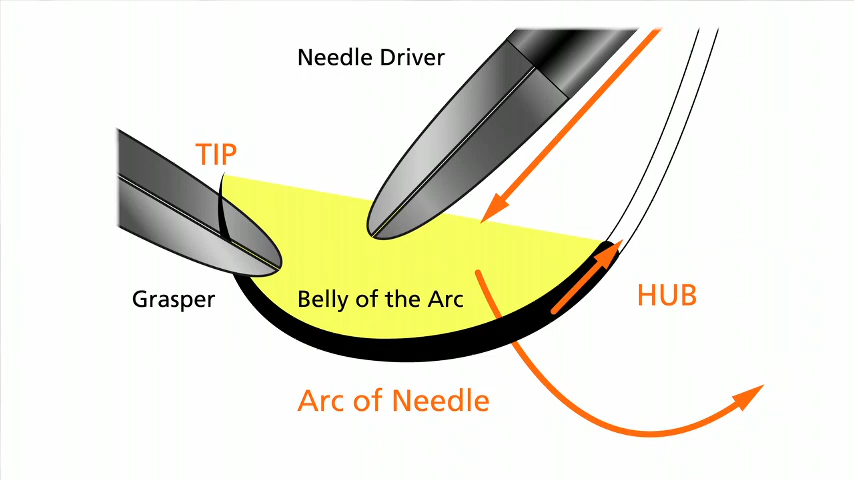 Needle Driver
TIP
Grasper
Belly of the Arc
HUB
Arc of Needle